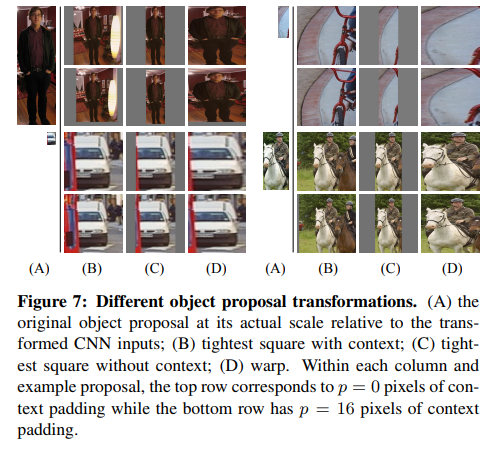 (A) (B) (C) (D) (A) (B) (C) (D)
Figure 7: Different object proposal transformations. (A) the
original object proposal at its actual scale relative to the trans-
formed CNN inputs; (B) tightest square with context; (C) tight-
est square without context; (D) warp. Within each column and
example proposal, the top row corresponds to p = 0 pixels of con-
text padding while the bottom row has p = 16 pixels of context
padding.